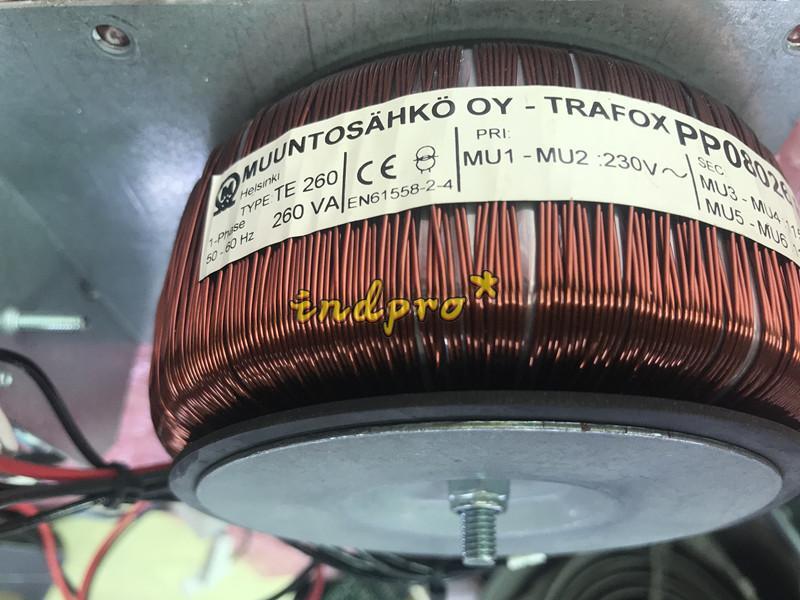 MUUNTOSÄHKÖ OY - TRAFOX
Helsinki
TYPE TE 260
1-Phase
50 - 60 Hz
260 VA
CE
EN61558-2-4
PRI:
MU1 - MU2 :230V~
SEC
MU3 - MU4
MU5 - MU6
indpro*